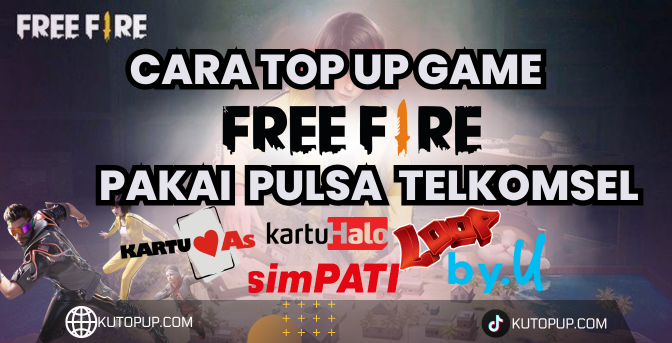 FREE FIRE
CARA TOP UP GAME
FREE FIRE
PAKAI PULSA TELKOMSEL
KARTU As
kartuHalo
LOOP
simPATI
by.U
KUTOPUP.COM
KUTOPUP.COM